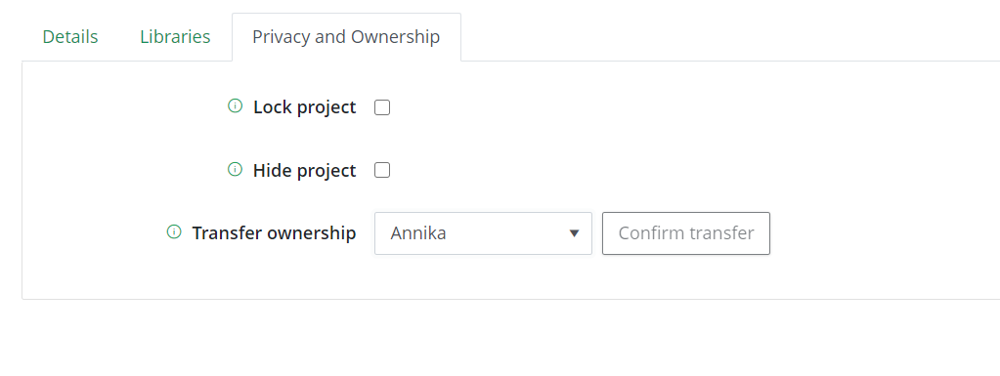 Details Libraries Privacy and Ownership
Lock project
Hide project
Transfer ownership Annika Confirm transfer